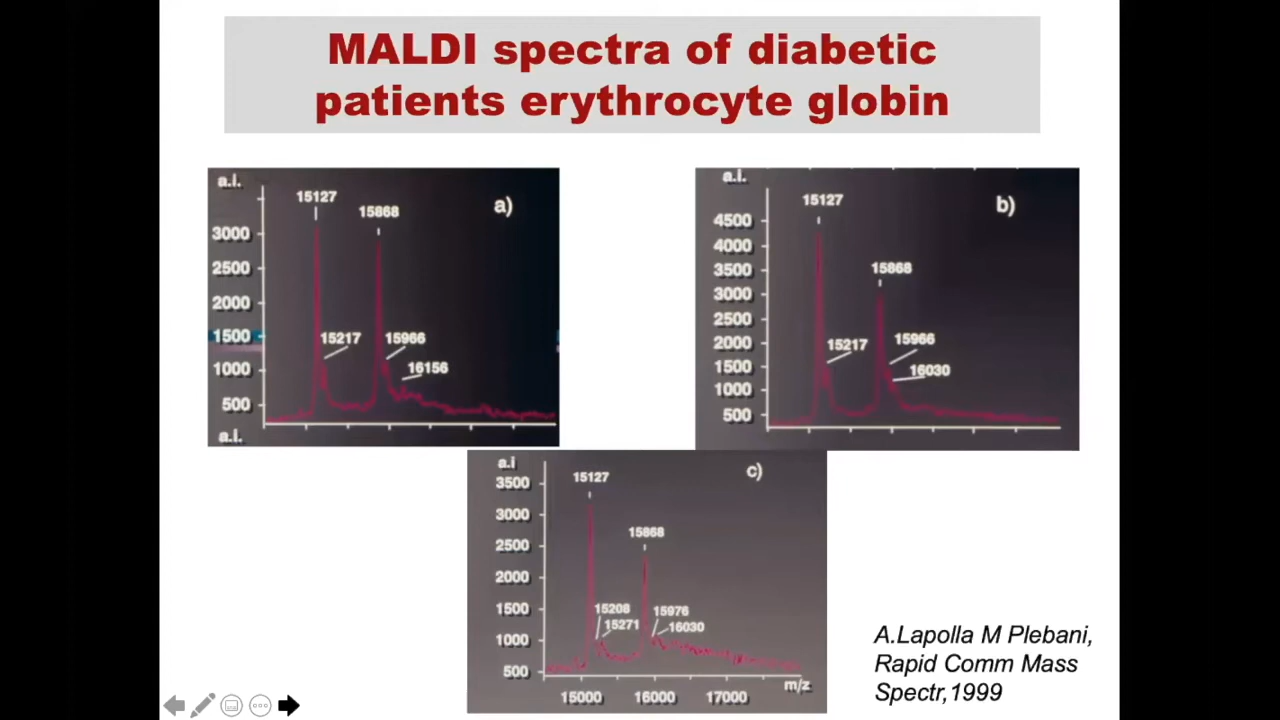 MALDI spectra of diabetic
patients erythrocyte globin
a.i.
a)
15127
15868
3000
2500
2000
1500
1000
500
15217
15966
16156
a.i.
a.i.
b)
15127
15868
4500
4000
3500
3000
2500
2000
1500
1000
500
15217
15966
16030
a.i
c)
15127
15868
3500
3000
2500
2000
1500
1000
500
15208
15271
15976
16030
15000 16000 17000 m/z
A.Lapolla M Plebani,
Rapid Comm Mass
Spectr,1999